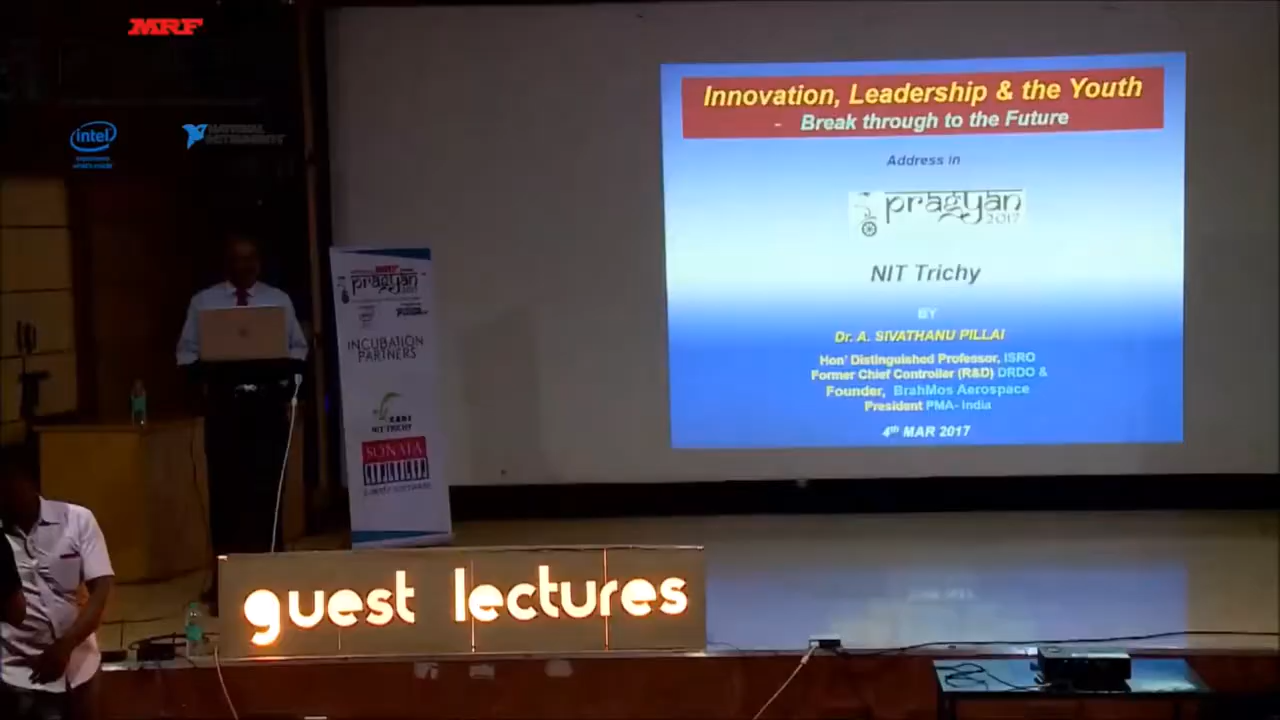 MRF
intel
NATIONAL
INSTRUMENTS
Innovation, Leadership & the Youth
- Break through to the Future
Address in
pragyan
2017
NIT Trichy
BY
Dr. A. SIVATHANU PILLAI
Hon' Distinguished Professor, ISRO
Former Chief Controller (R&D) DRDO &
Founder, BrahMos Aerospace
President PMA- India
4th MAR 2017
MRF
pragyan
2017
INCUBATION
PARTNERS
NIT TRICHY
SONATA
guest lectures